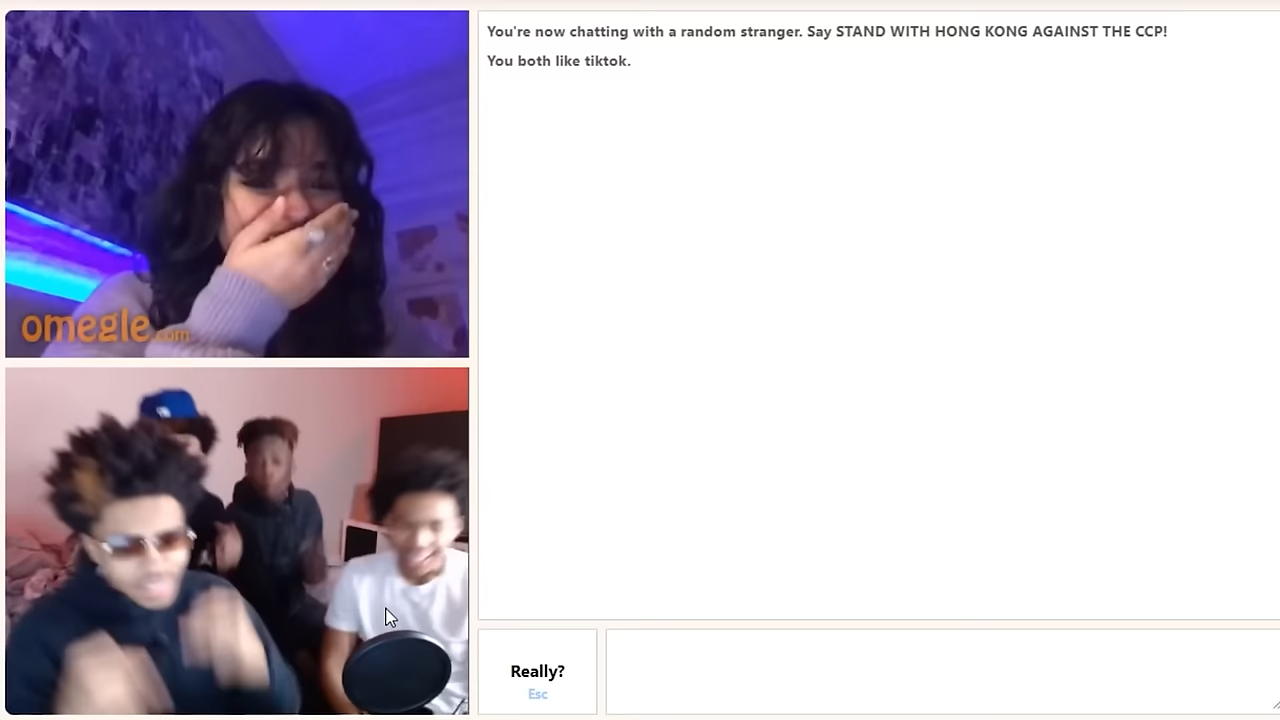 You're now chatting with a random stranger. Say STAND WITH HONG KONG AGAINST THE CCP!
You both like tiktok.
omegle.com
Really?
Esc